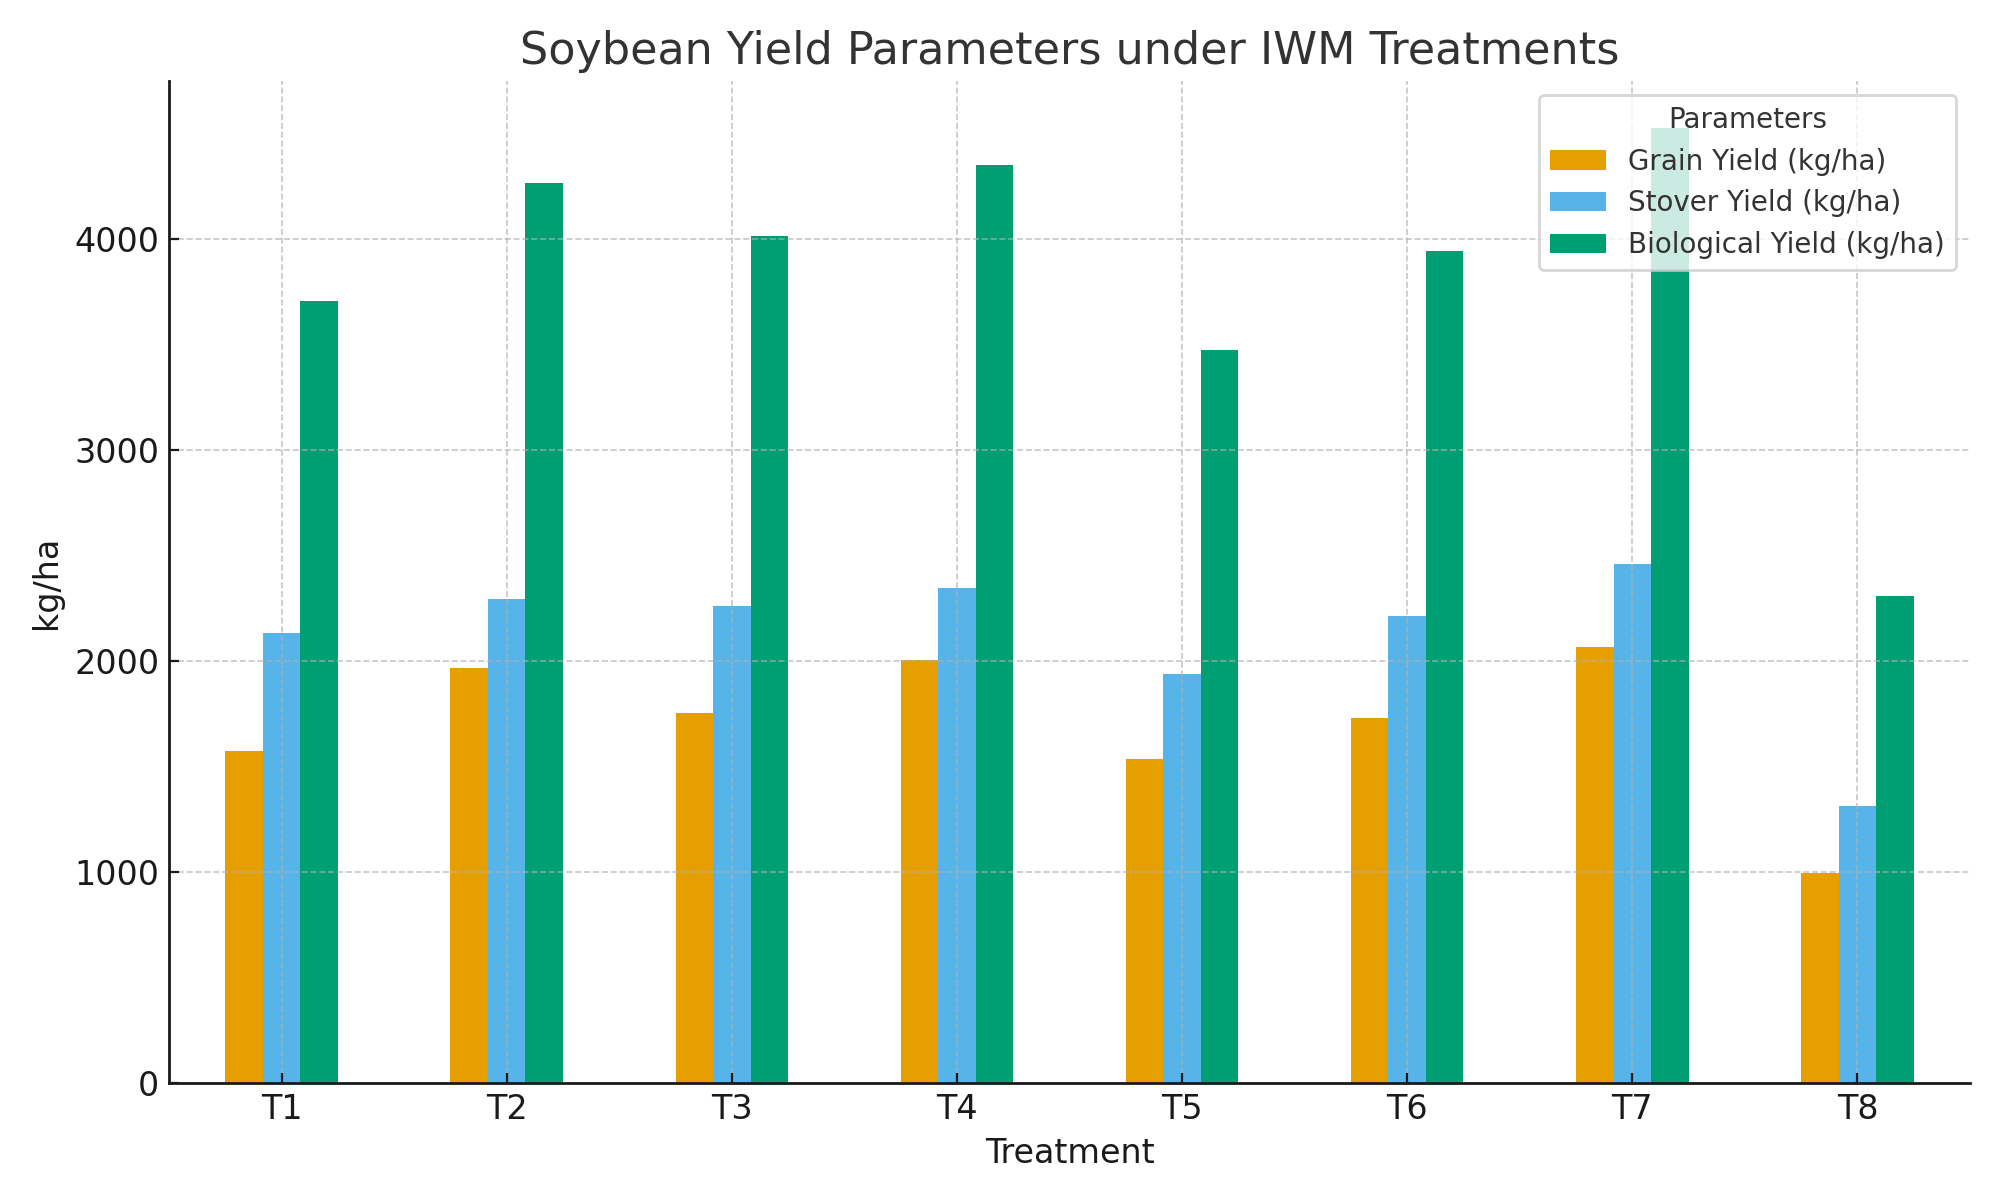 Soybean Yield Parameters under IWM Treatments
Parameters
Grain Yield (kg/ha)
Stover Yield (kg/ha)
Biological Yield (kg/ha)
kg/ha
4000
3000
2000
1000
0
T1 T2 T3 T4 T5 T6 T7 T8
Treatment